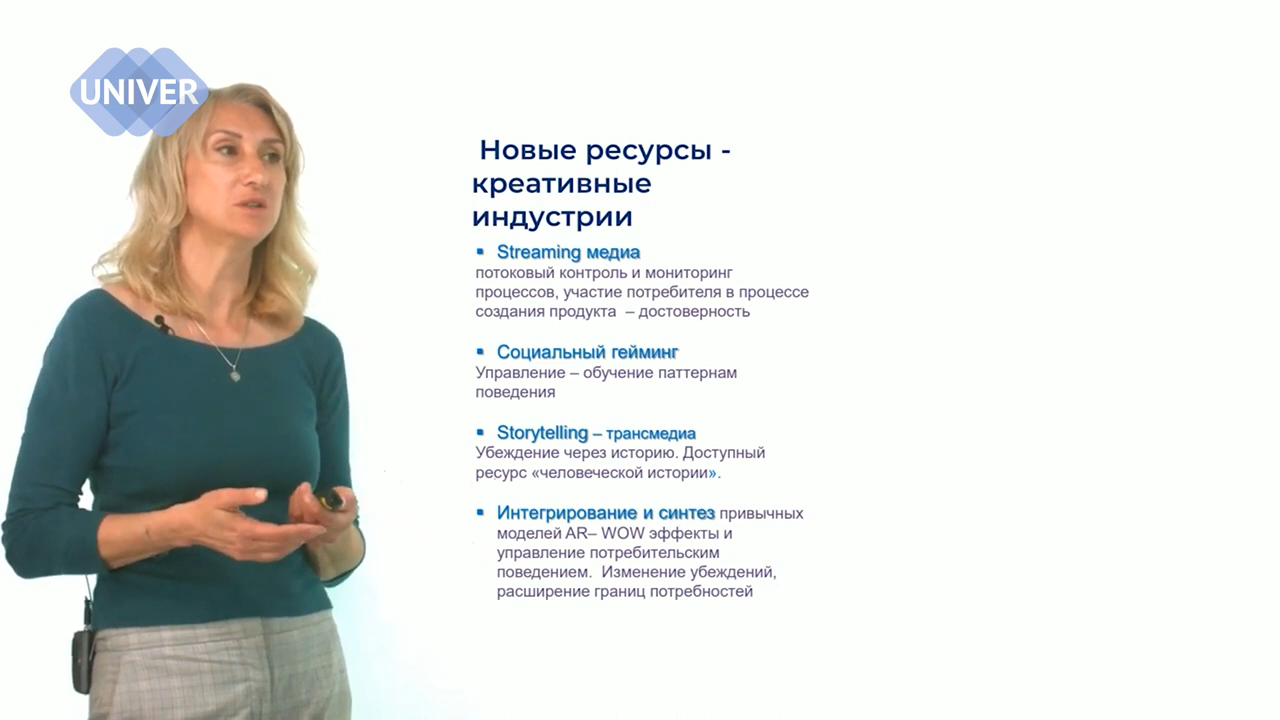 UNIVER
Новые ресурсы -
креативные
индустрии
▪ Streaming медиа
потоковый контроль и мониторинг
процессов, участие потребителя в процессе
создания продукта – достоверность
▪ Социальный гейминг
Управление – обучение паттернам
поведения
▪ Storytelling – трансмедиа
Убеждение через историю. Доступный
ресурс «человеческой истории».
▪ Интегрирование и синтез привычных
моделей AR– WOW эффекты и
управление потребительским
поведением. Изменение убеждений,
расширение границ потребностей